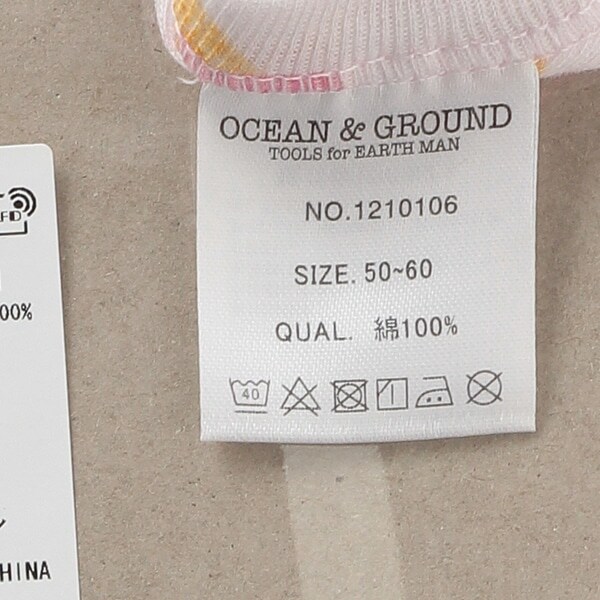 OCEAN & GROUND
TOOLS for EARTH MAN
NO.1210106
SIZE. 50~60
QUAL. 綿100%
40
00%
HINA